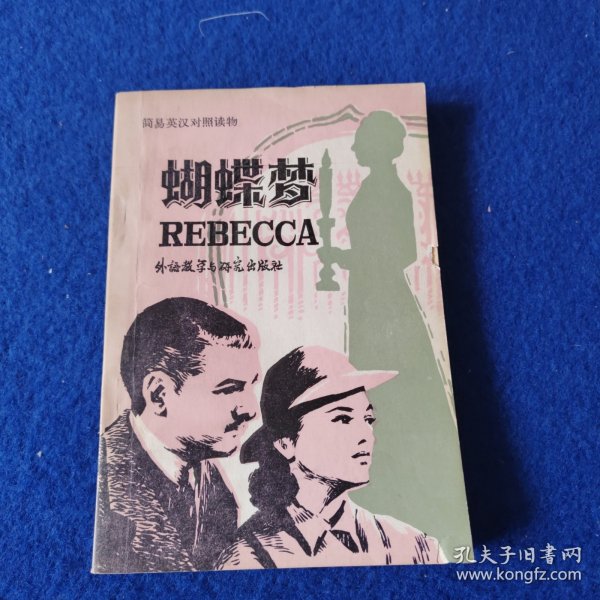 简易英汉对照读物
蝴蝶梦
REBECCA
外语教学与研究出版社
孔夫子旧书网
www.kongfz.com